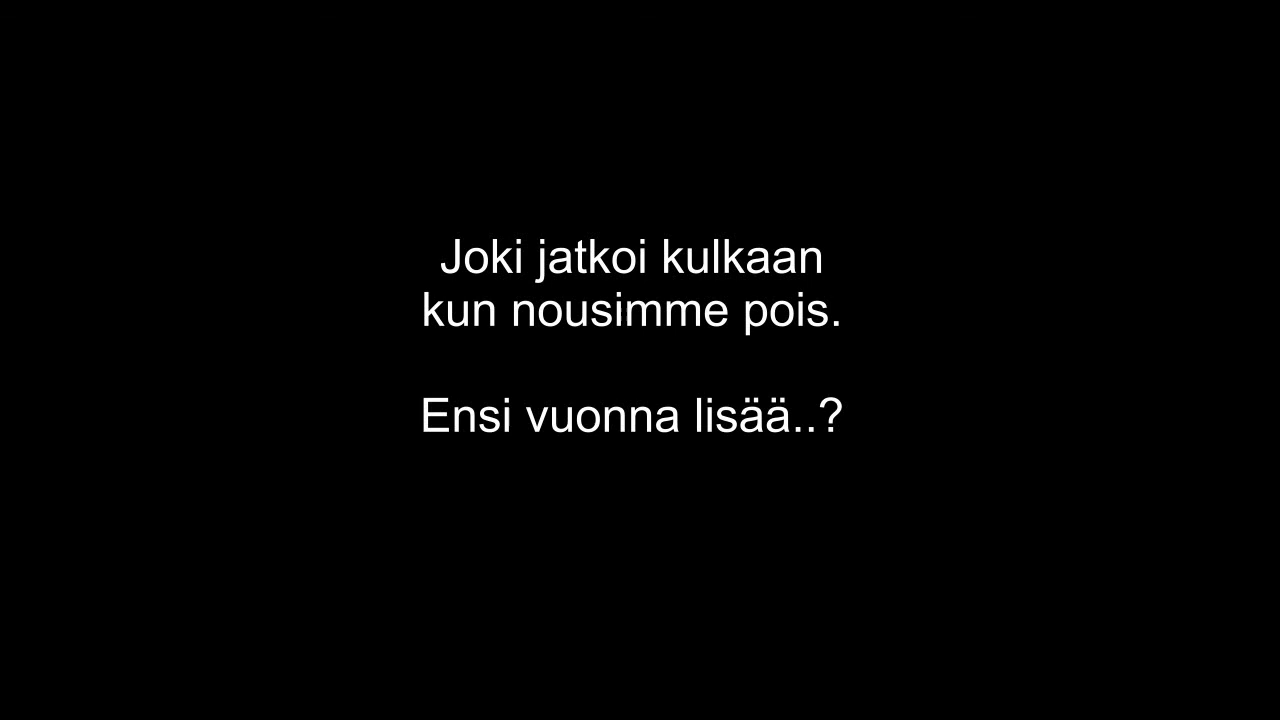 Joki jatkoi kulkaan
kun nousimme pois.
Ensi vuonna lisää..?